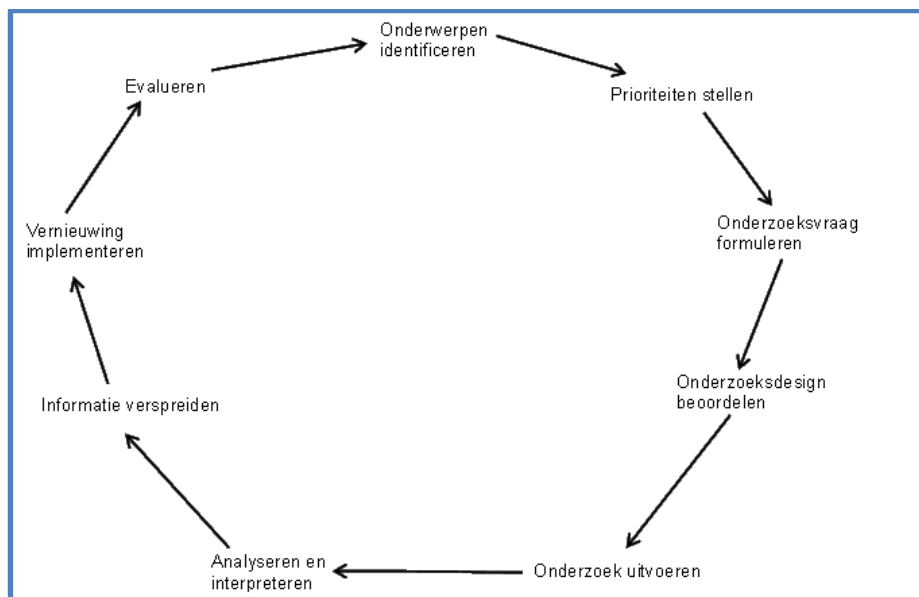 Onderwerpen
identificeren
Prioriteiten stellen
Onderzoeksvraag
formuleren
Onderzoeksdesign
beoordelen
Onderzoek uitvoeren
Analyseren en
interpreteren
Informatie verspreiden
Vernieuwing
implementeren
Evalueren